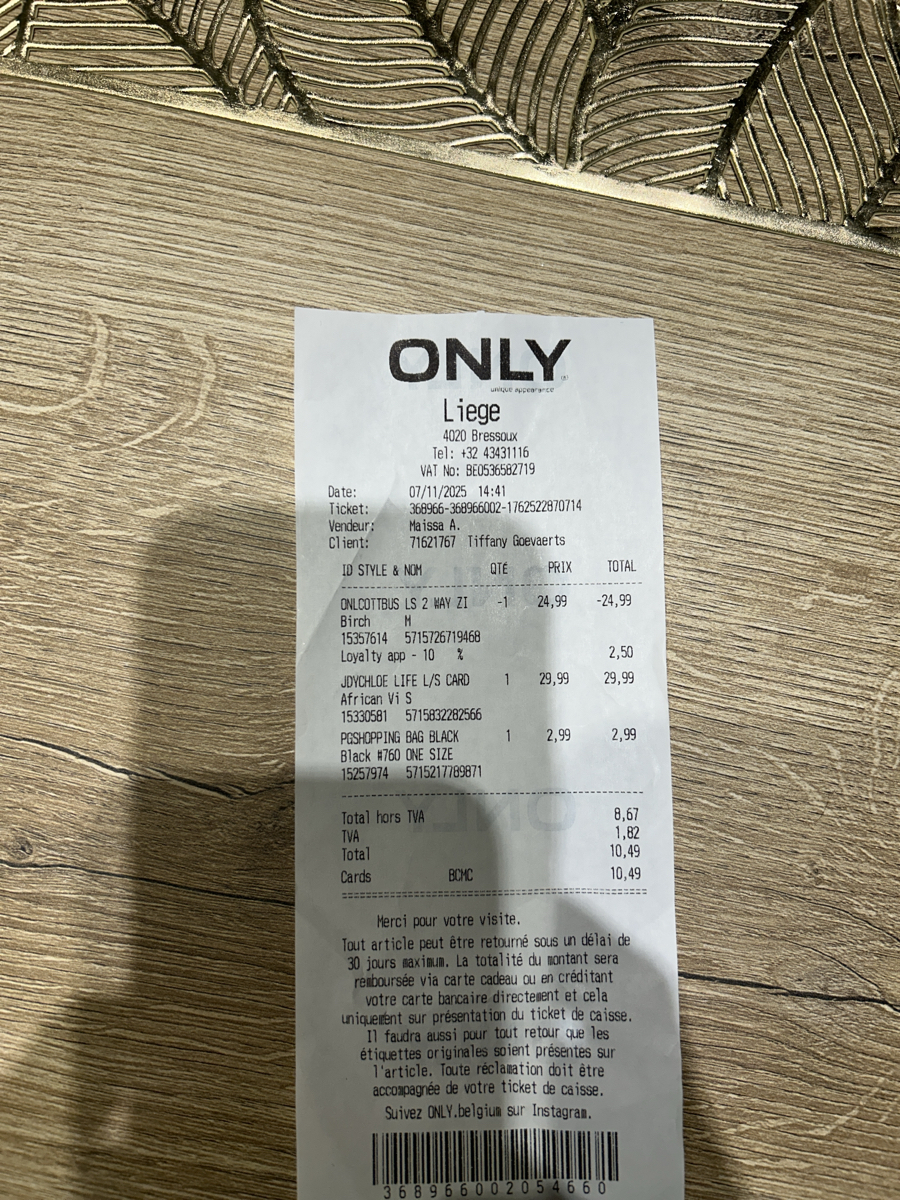 ONLY
unique appearance
Liege
4020 Bressoux
Tel: +32 43431116
VAT No: BE0536582719
Date: 07/11/2025 14:41
Ticket: 368966-368966002-1762522870714
Vendeur: Maissa A.
Client: 71621767 Tiffany Goevaerts
ID STYLE & NOM QTÉ PRIX TOTAL
ONLCOTTBUS LS 2 WAY ZI -1 24,99 -24,99
Birch M
15357614 5715726719468
Loyalty app - 10 % 2,50
JDYCHLOE LIFE L/S CARD 1 29,99 29,99
African Vi S
15330581 5715832282566
PGSHOPPING BAG BLACK 1 2,99 2,99
Black #760 ONE SIZE
15257974 5715217789871
Total hors TVA 8,67
TVA 1,82
Total 10,49
Cards BCMC 10,49
Merci pour votre visite.
Tout article peut être retourné sous un délai de
30 jours maximum. La totalité du montant sera
remboursée via carte cadeau ou en créditant
votre carte bancaire directement et cela
uniquement sur présentation du ticket de caisse.
Il faudra aussi pour tout retour que les
étiquettes originales soient présentes sur
l'article. Toute réclamation doit être
accompagnée de votre ticket de caisse.
Suivez ONLY.belgium sur Instagram.
368966002054660